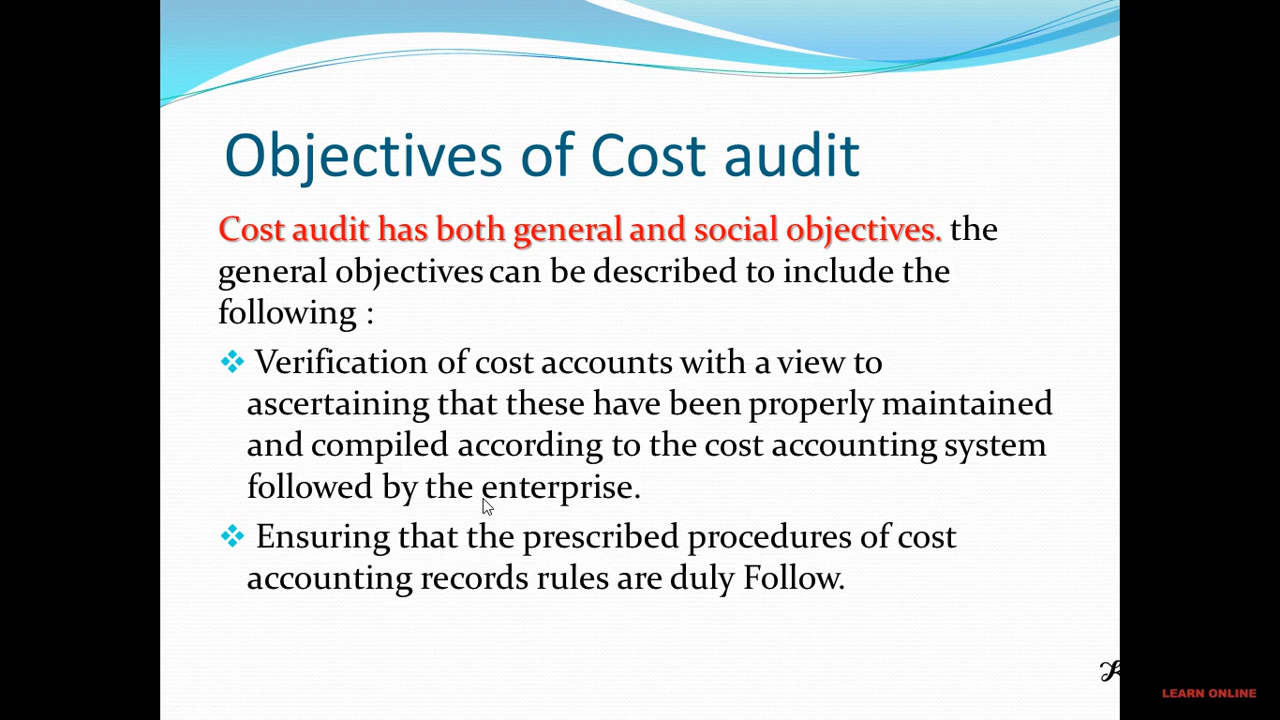 Objectives of Cost audit
Cost audit has both general and social objectives. the
general objectives can be described to include the
following :
Verification of cost accounts with a view to
ascertaining that these have been properly maintained
and compiled according to the cost accounting system
followed by the enterprise.
Ensuring that the prescribed procedures of cost
accounting records rules are duly Follow.
LEARN ONLINE